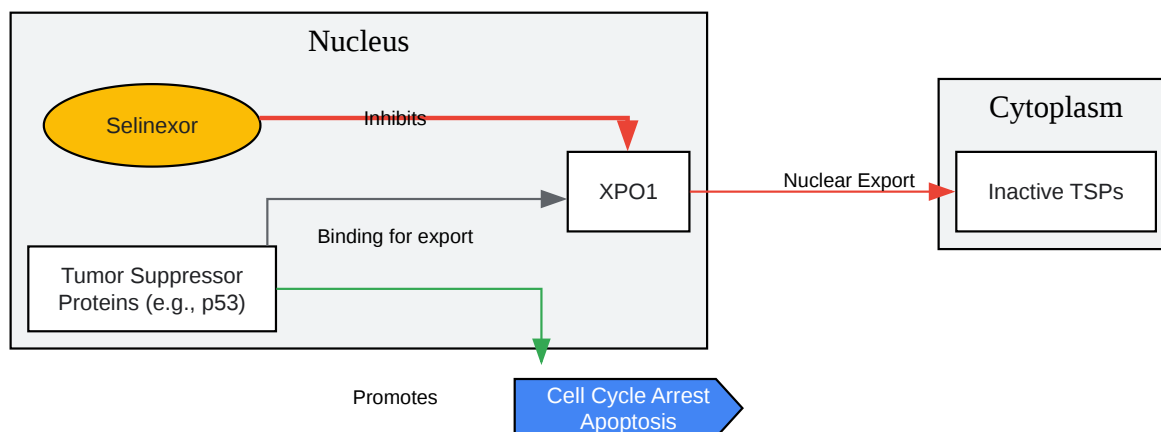 Nucleus
Cytoplasm
Selinexor
Inhibits
XPO1
Nuclear Export
Inactive TSPs
Binding for export
Tumor Suppressor
Proteins (e.g., p53)
Promotes
Cell Cycle Arrest
Apoptosis